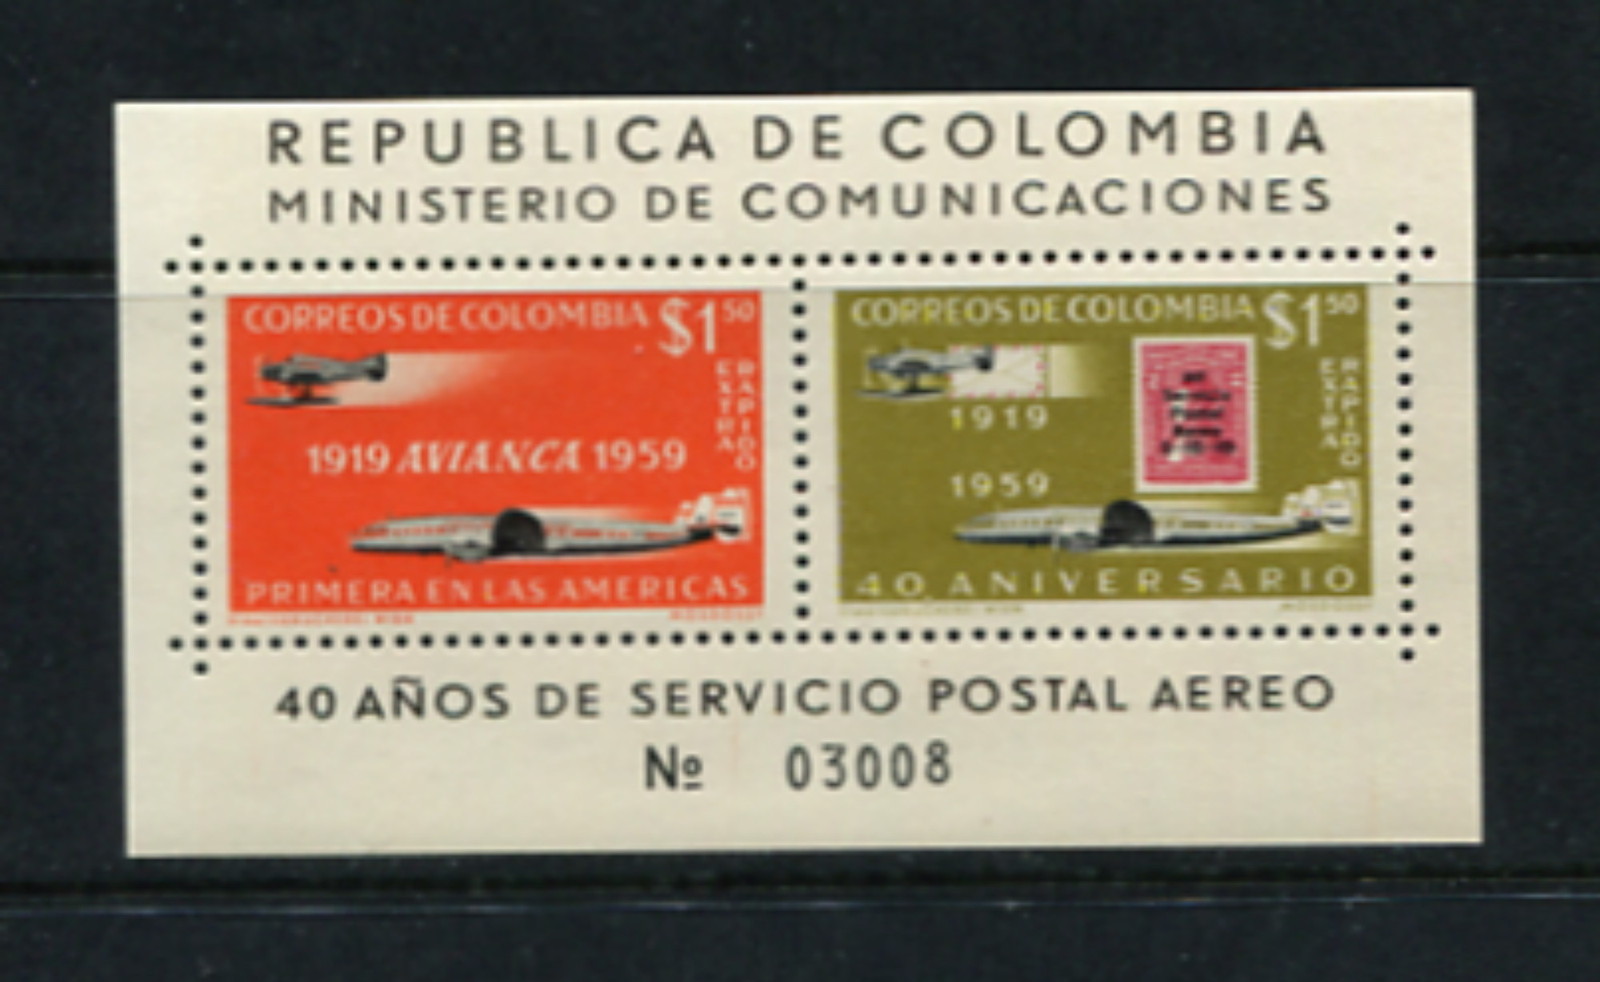 REPUBLICA DE COLOMBIA
MINISTERIO DE COMUNICACIONES
CORREOS DE COLOMBIA $1 50
EXTRA RAPIDO
1919 AVIANCA 1959
PRIMERA EN LAS AMERICAS
CORREOS DE COLOMBIA $1 50
EXTRA RAPIDO
1919
1959
40 ANIVERSARIO
40 AÑOS DE SERVICIO POSTAL AEREO
Nº 03008